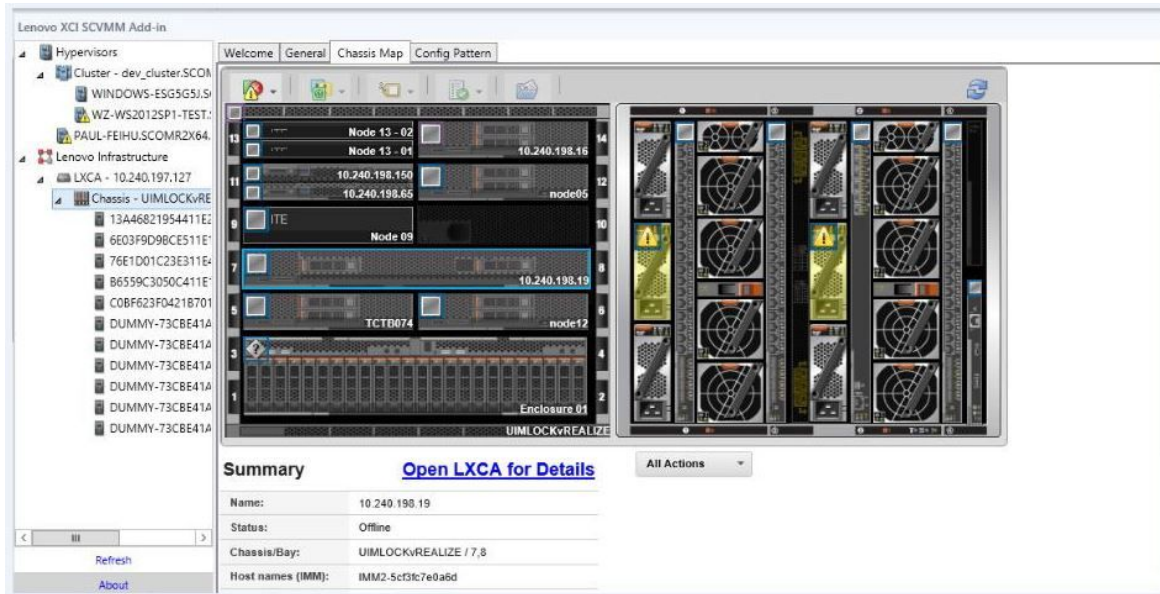 Lenovo XCI SCVMM Add-in
Hypervisors
Cluster - dev_cluster.SCOM
WINDOWS-ESG5G5J.S
WZ-WS2012SP1-TEST.
PAUL-FEIHU.SCOMR2X64.
Lenovo Infrastructure
LXCA - 10.240.197.127
Chassis - UIMLOCKvRE
13A46821954411E2
6E03F9D9BCE511E
76E1D01C23E311E4
B6559C3050C411E
C0BF623F0421B701
DUMMY-73CBE41A
DUMMY-73CBE41A
DUMMY-73CBE41A
DUMMY-73CBE41A
DUMMY-73CBE41A
DUMMY-73CBE41A
Refresh
About
Welcome General Chassis Map Config Pattern
13 Node 13 - 02 14
Node 13 - 01 10.240.198.16
11 10.240.198.150 12
10.240.198.65 node05
9 ITE 10
Node 09
7 8
10.240.198.19
5 6
TCTB074 node12
3 4
1 2
Enclosure 01
UIMLOCKvREALIZE
All Actions
Summary Open LXCA for Details
Name: 10.240.198.19
Status: Offline
Chassis/Bay: UIMLOCKvREALIZE / 7,8
Host names (IMM): IMM2-5cf3fc7e0a6d